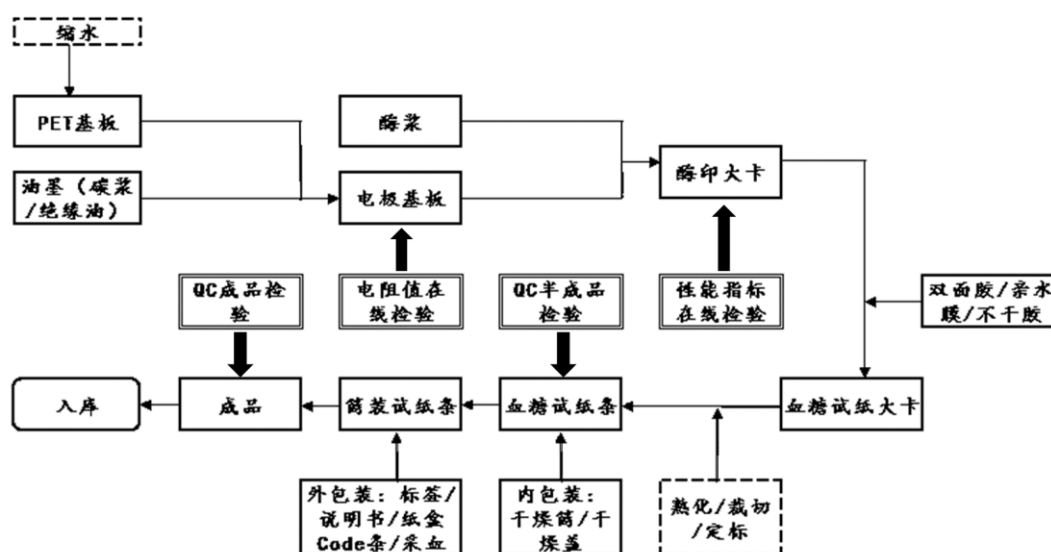 缩水
PET基板
酶浆
酶印大卡
油墨（碳浆
/绝缘油）
电极基板
QC成品检
验
电阻值在
线检验
QC半成品
检验
性能指标
在线检验
双面胶/亲水
膜/不干胶
入库
成品
筒装试纸条
血糖试纸条
血糖试纸大卡
外包装：标签/
说明书/纸盒
Code条/采血
内包装：
干燥筒/干
燥盖
熟化/裁切
/定标